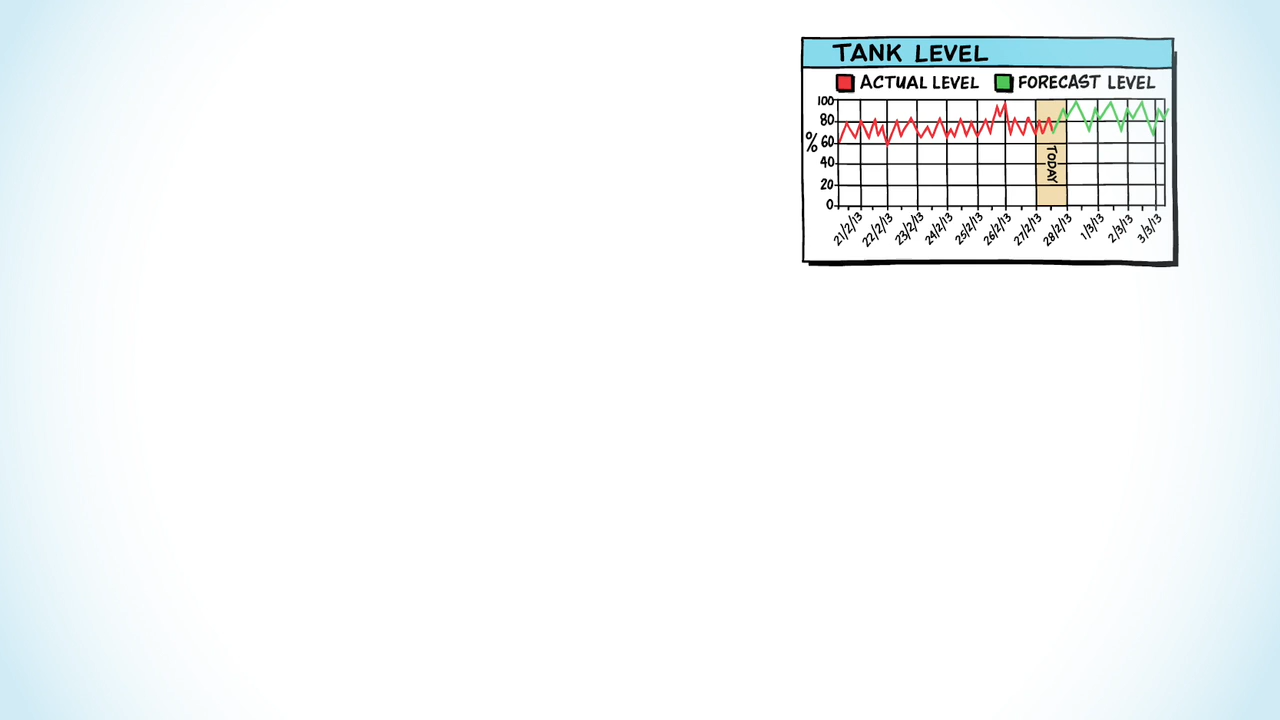 TANK LEVEL
ACTUAL LEVEL FORECAST LEVEL
100
80
%
60
40
20
0
TODAY
21/2/13 22/2/13 23/2/13 24/2/13 25/2/13 26/2/13 27/2/13 28/2/13 1/3/13 2/3/13 3/3/13